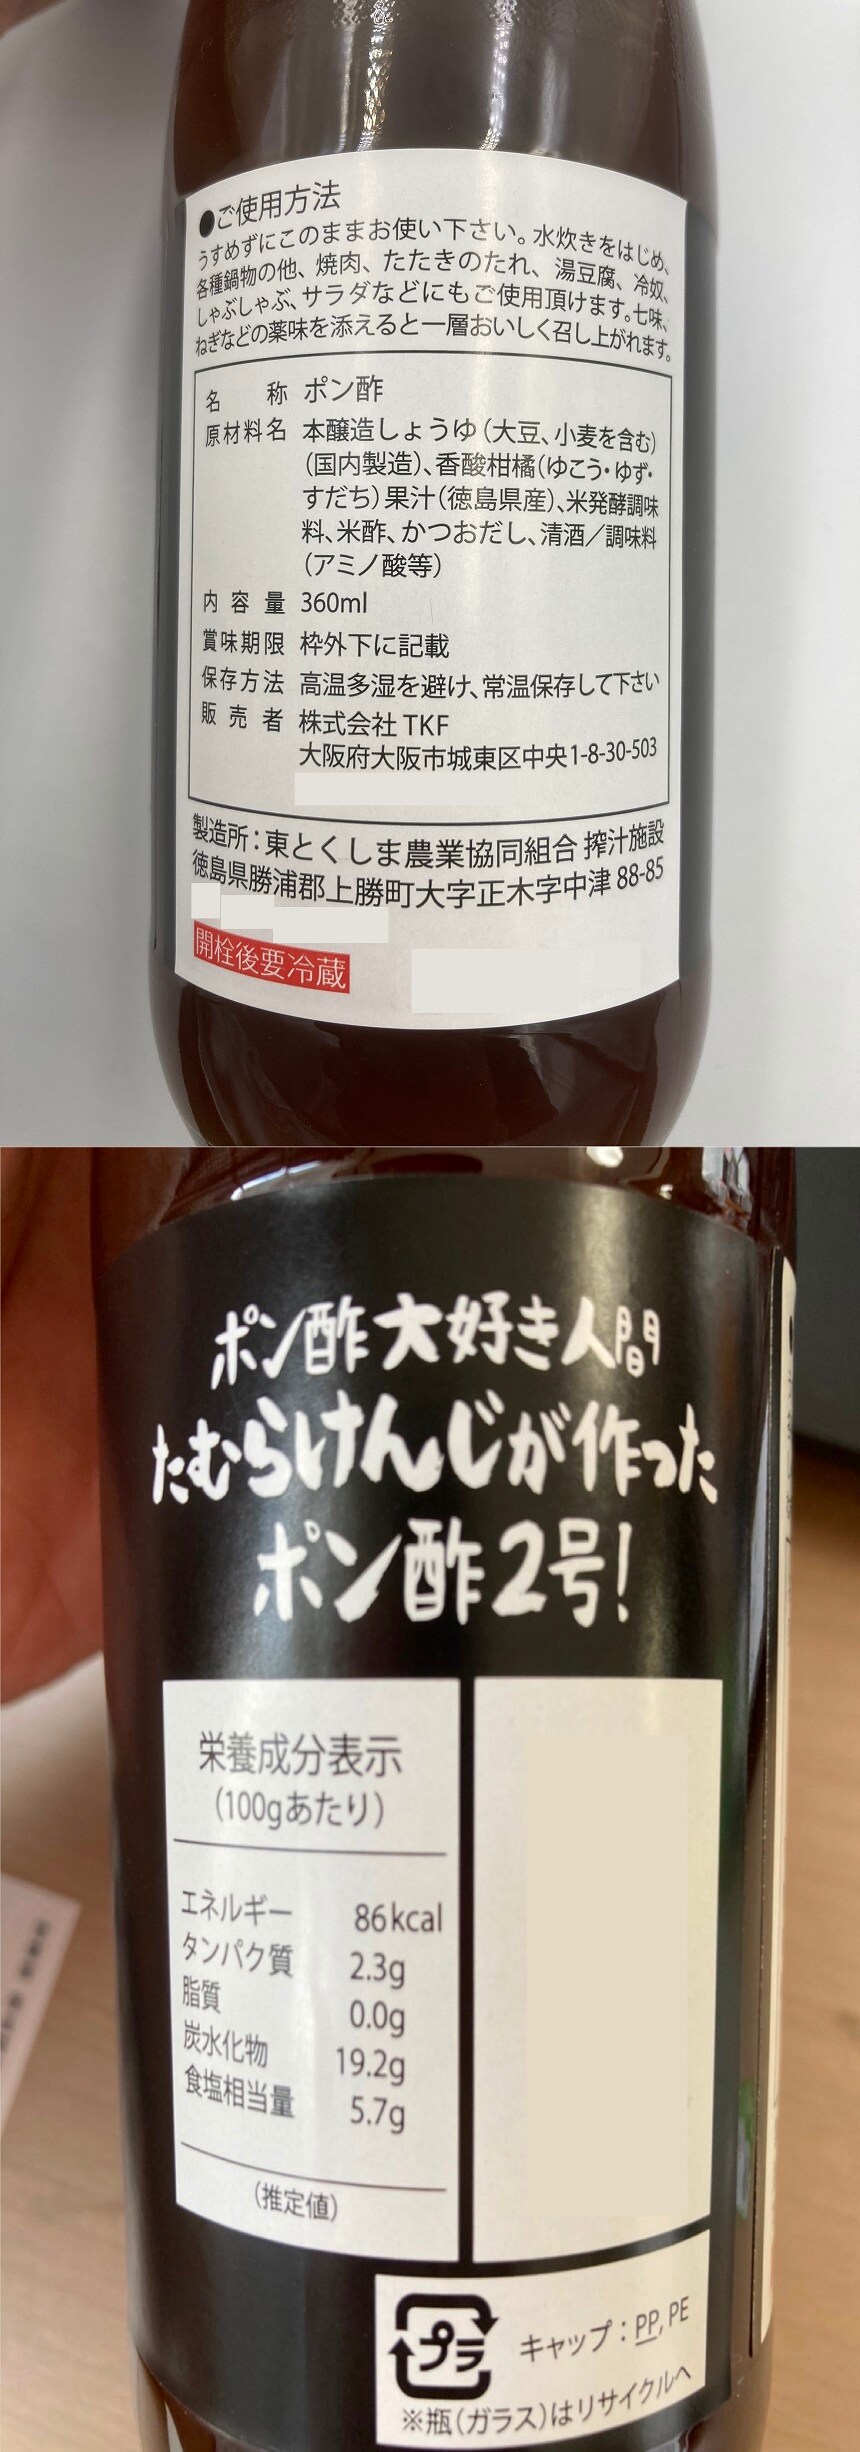 ●ご使用方法
うすめずにこのままお使い下さい。水炊きをはじめ、
各種鍋物の他、焼肉、たたきのたれ、湯豆腐、冷奴、
しゃぶしゃぶ、サラダなどにもご使用頂けます。七味、
ねぎなどの薬味を添えると一層おいしく召し上がれます。
名称 ポン酢
原材料名 本醸造しょうゆ(大豆、小麦を含む)
(国内製造)、香酸柑橘(ゆこう・ゆず・
すだち)果汁(徳島県産)、米発酵調味
料、米酢、かつおだし、清酒/調味料
(アミノ酸等)
内容量 360ml
賞味期限 枠外下に記載
保存方法 高温多湿を避け、常温保存して下さい
販売者 株式会社 TKF
大阪府大阪市城東区中央1-8-30-503
製造所:東とくしま農業協同組合 搾汁施設
徳島県勝浦郡上勝町大字正木字中津 88-85
開栓後要冷蔵
ポン酢大好き人間
たむらけんじが作った
ポン酢2号!
栄養成分表示
(100gあたり)
エネルギー 86kcal
タンパク質 2.3g
脂質 0.0g
炭水化物 19.2g
食塩相当量 5.7g
(推定値)
プラ
キャップ:PP, PE
※瓶(ガラス)はリサイクルへ